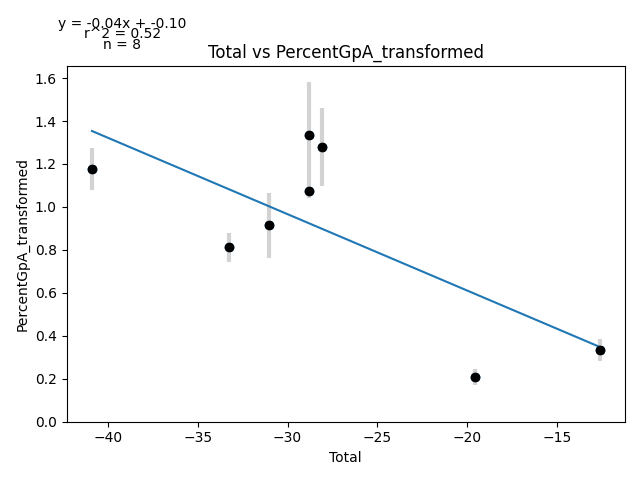 y = -0.04x + -0.10
r^2 = 0.52
n = 8
Total vs PercentGpA_transformed
1.6
1.4
1.2
1.0
0.8
0.6
0.4
0.2
0.0
PercentGpA_transformed
−40
−35
−30
−25
−20
−15
Total